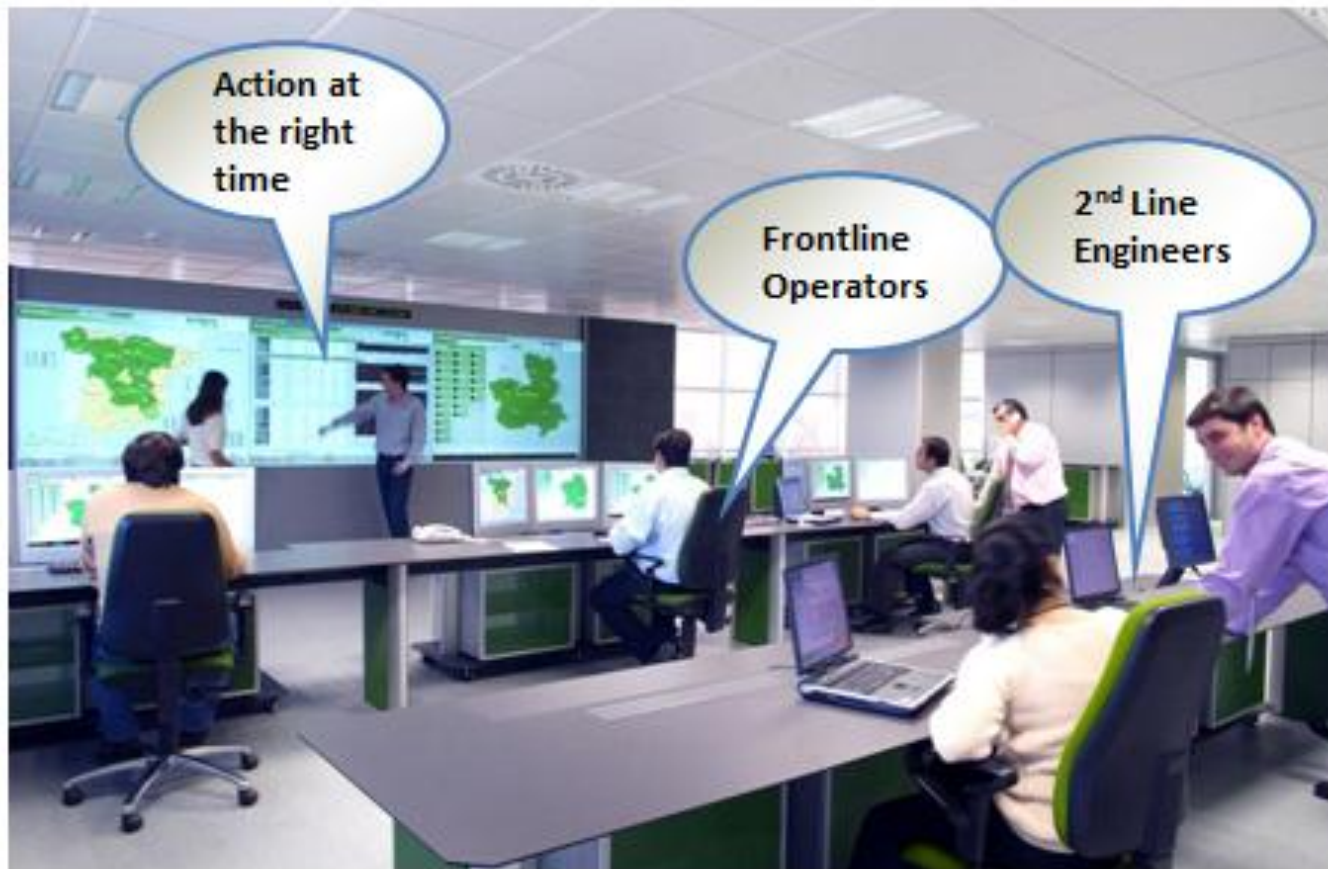 Action at
the right
time
Frontline
Operators
2nd Line
Engineers